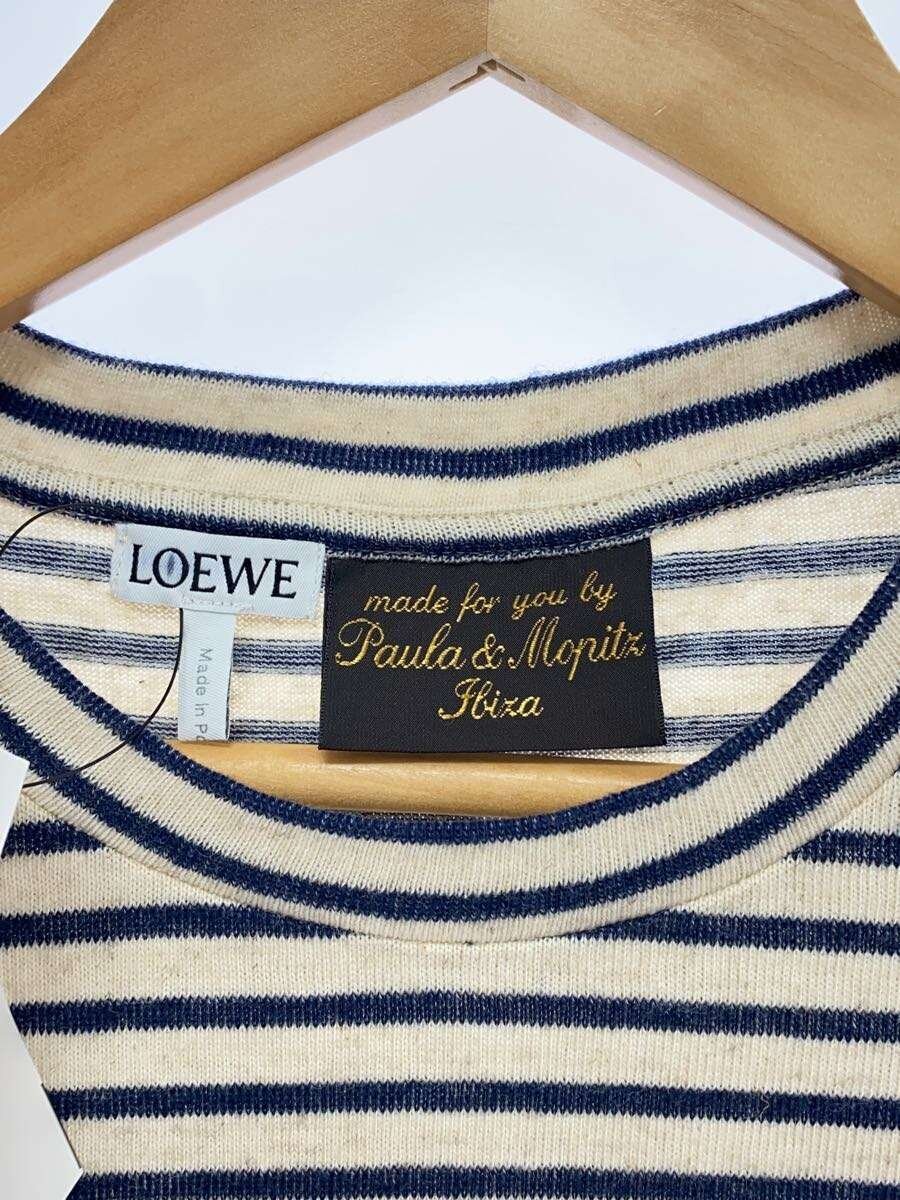 LOEWE
Made in
made for you by
Paula & Mopitz
Ibiza